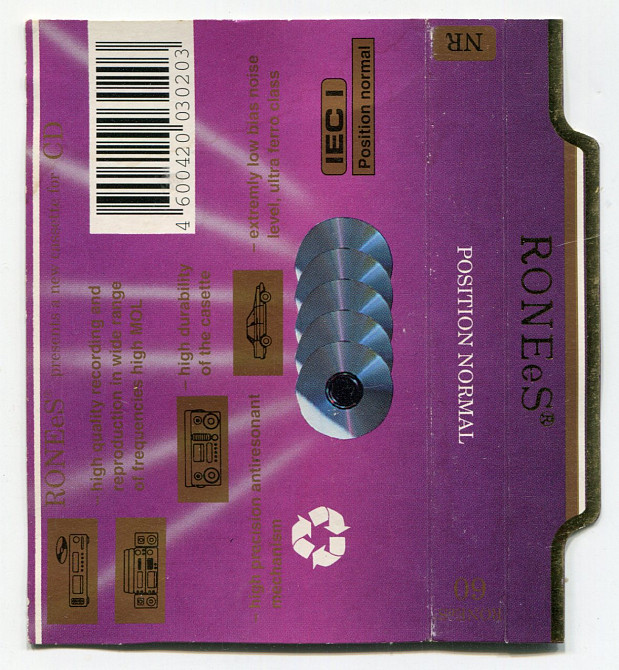 RONEeS presents a new cassette for CD
- high quality recording and
reproduction in wide range
of frequencies high MOL
- high durability
of the casette
- extremly low bias noise
level, ultra ferro class
- high precision antiresonant
mechanism
4 600420 030203
IEC I
Position normal
NR
POSITION NORMAL
60
RONEeS®